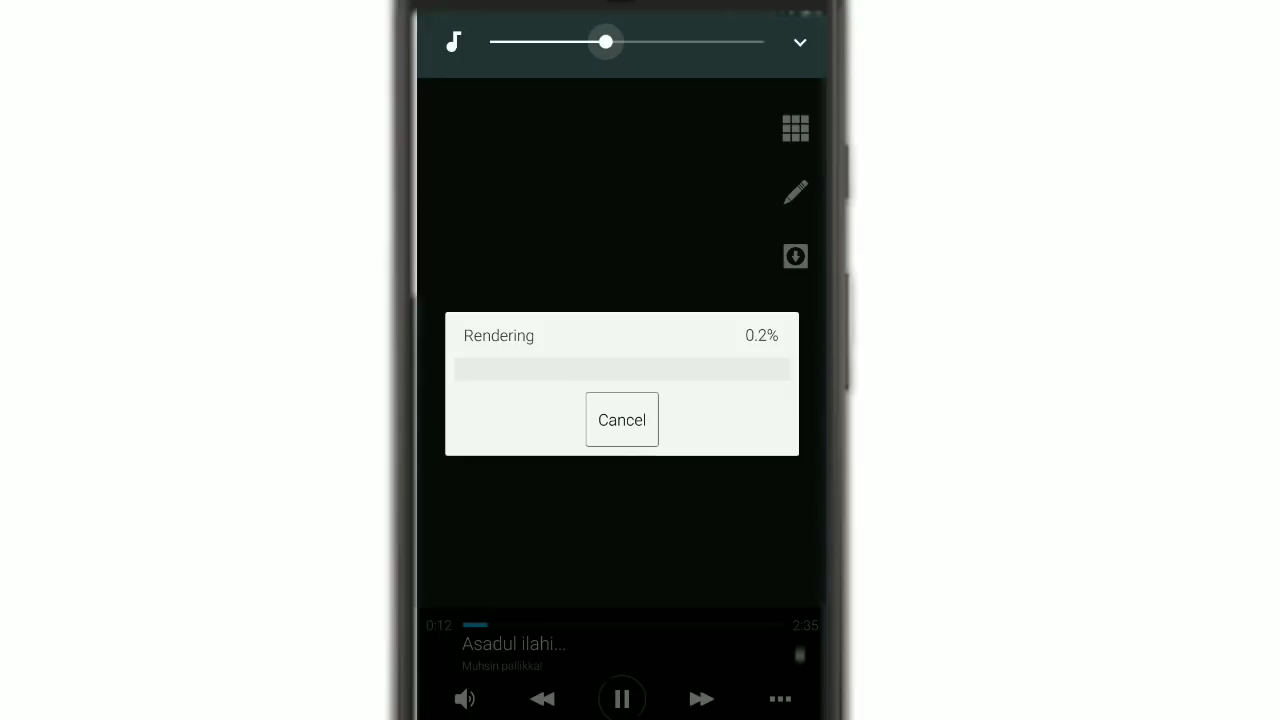 Rendering 0.2%
Cancel
0:12 2:35
Asadul ilahi...
Muhsin pallikkal